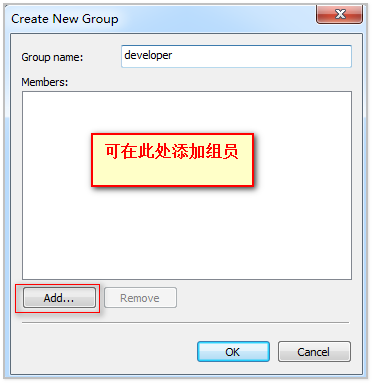 Create New Group
Group name: developer
Members:
可在此处添加组员
Add... Remove
OK Cancel